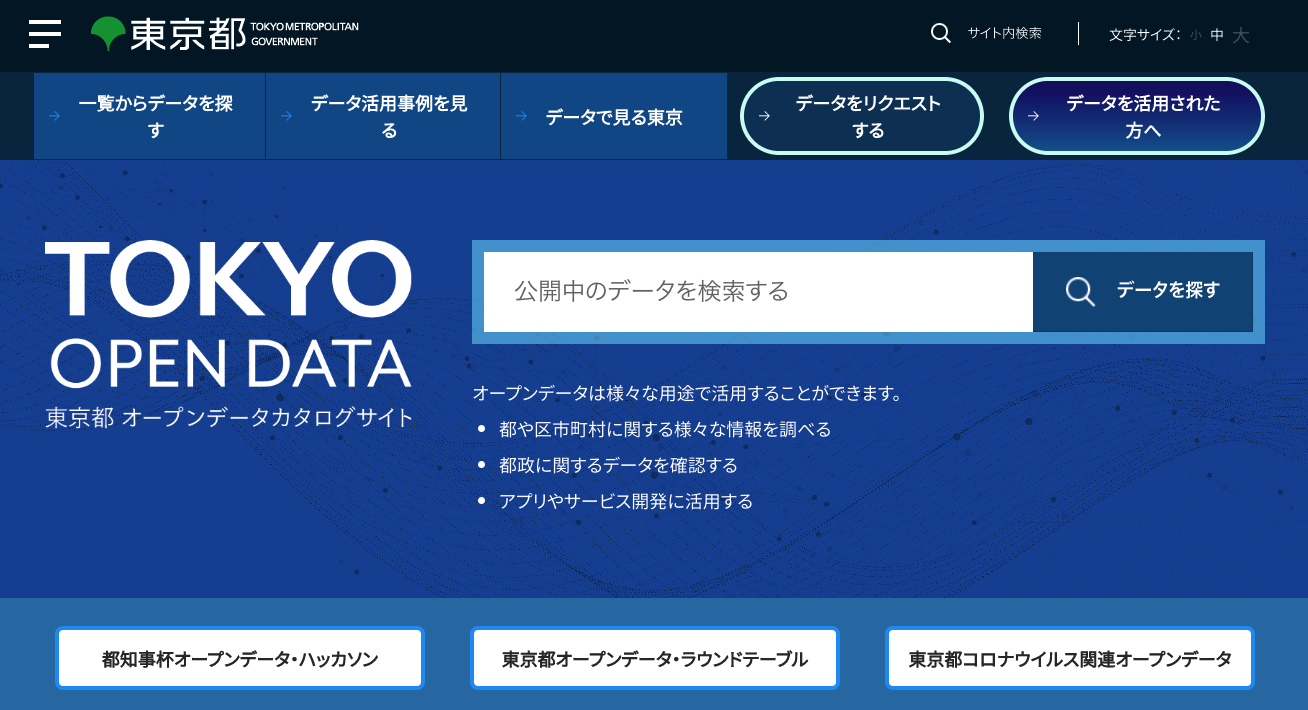 東京都 TOKYO METROPOLITAN
GOVERNMENT
サイト内検索
文字サイズ： 小 中 大
一覧からデータを探
す
データ活用事例を見
る
データで見る東京
データをリクエスト
する
データを活用された
方へ
TOKYO
OPEN DATA
東京都 オープンデータカタログサイト
公開中のデータを検索する
データを探す
オープンデータは様々な用途で活用することができます。
都や区市町村に関する様々な情報を調べる
都政に関するデータを確認する
アプリやサービス開発に活用する
都知事杯オープンデータ・ハッカソン
東京都オープンデータ・ラウンドテーブル
東京都コロナウイルス関連オープンデータ